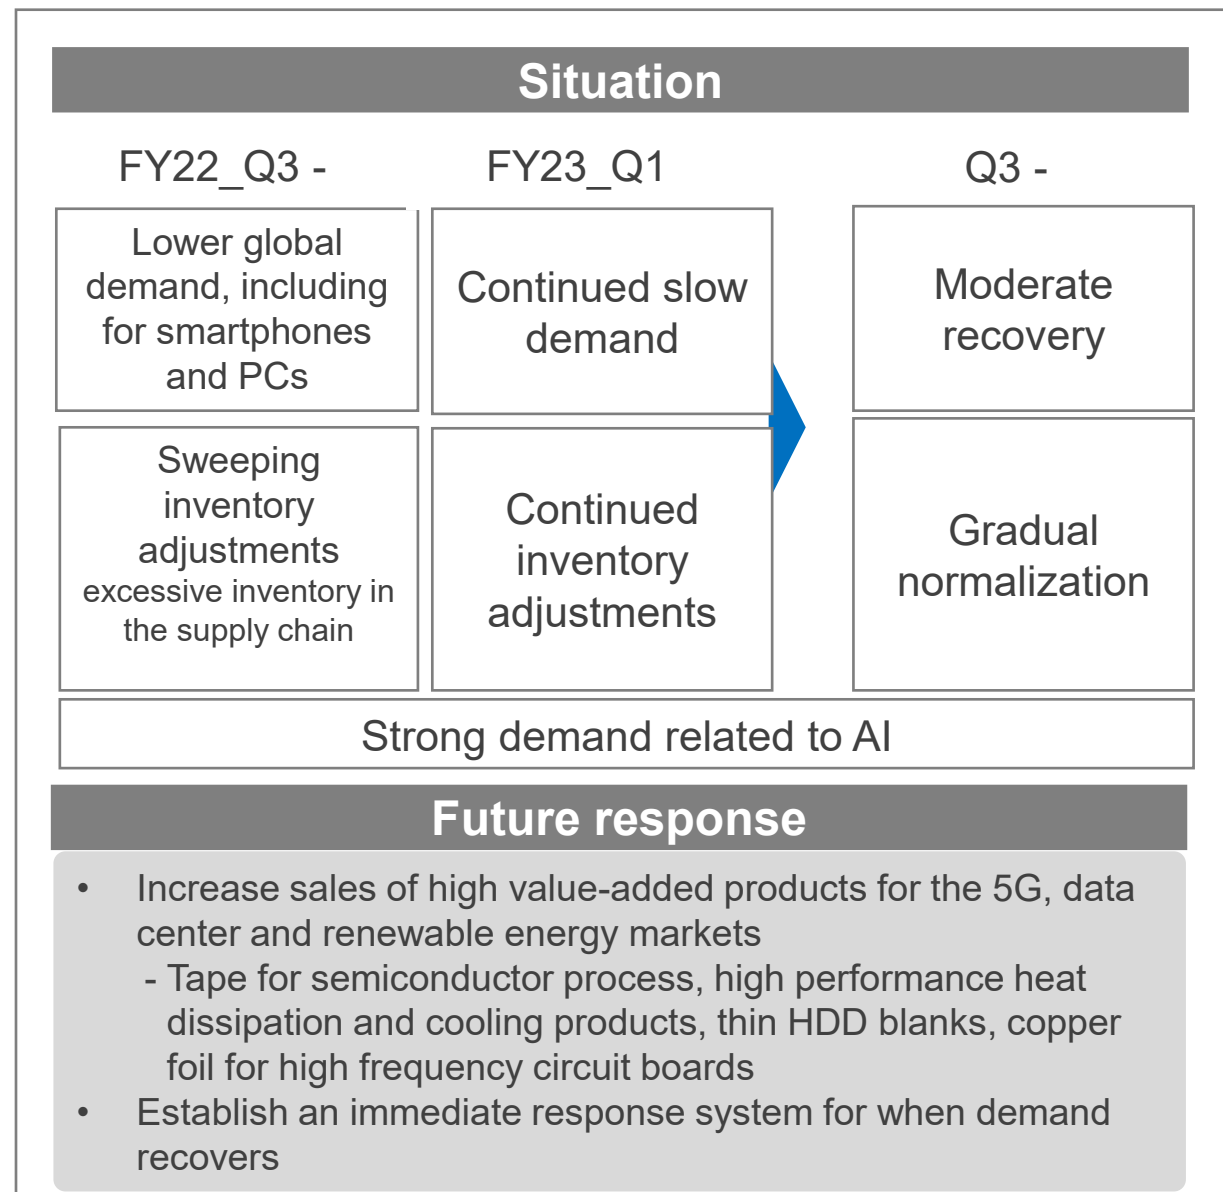 Situation
FY22_Q3 -
FY23_Q1
Q3 -
Lower global
demand, including
for smartphones
and PCs
Continued slow
demand
Moderate
recovery
Sweeping
inventory
adjustments
excessive inventory in
the supply chain
Continued
inventory
adjustments
Gradual
normalization
Strong demand related to AI
Future response
• Increase sales of high value-added products for the 5G, data
center and renewable energy markets
- Tape for semiconductor process, high performance heat
dissipation and cooling products, thin HDD blanks, copper
foil for high frequency circuit boards
• Establish an immediate response system for when demand
recovers